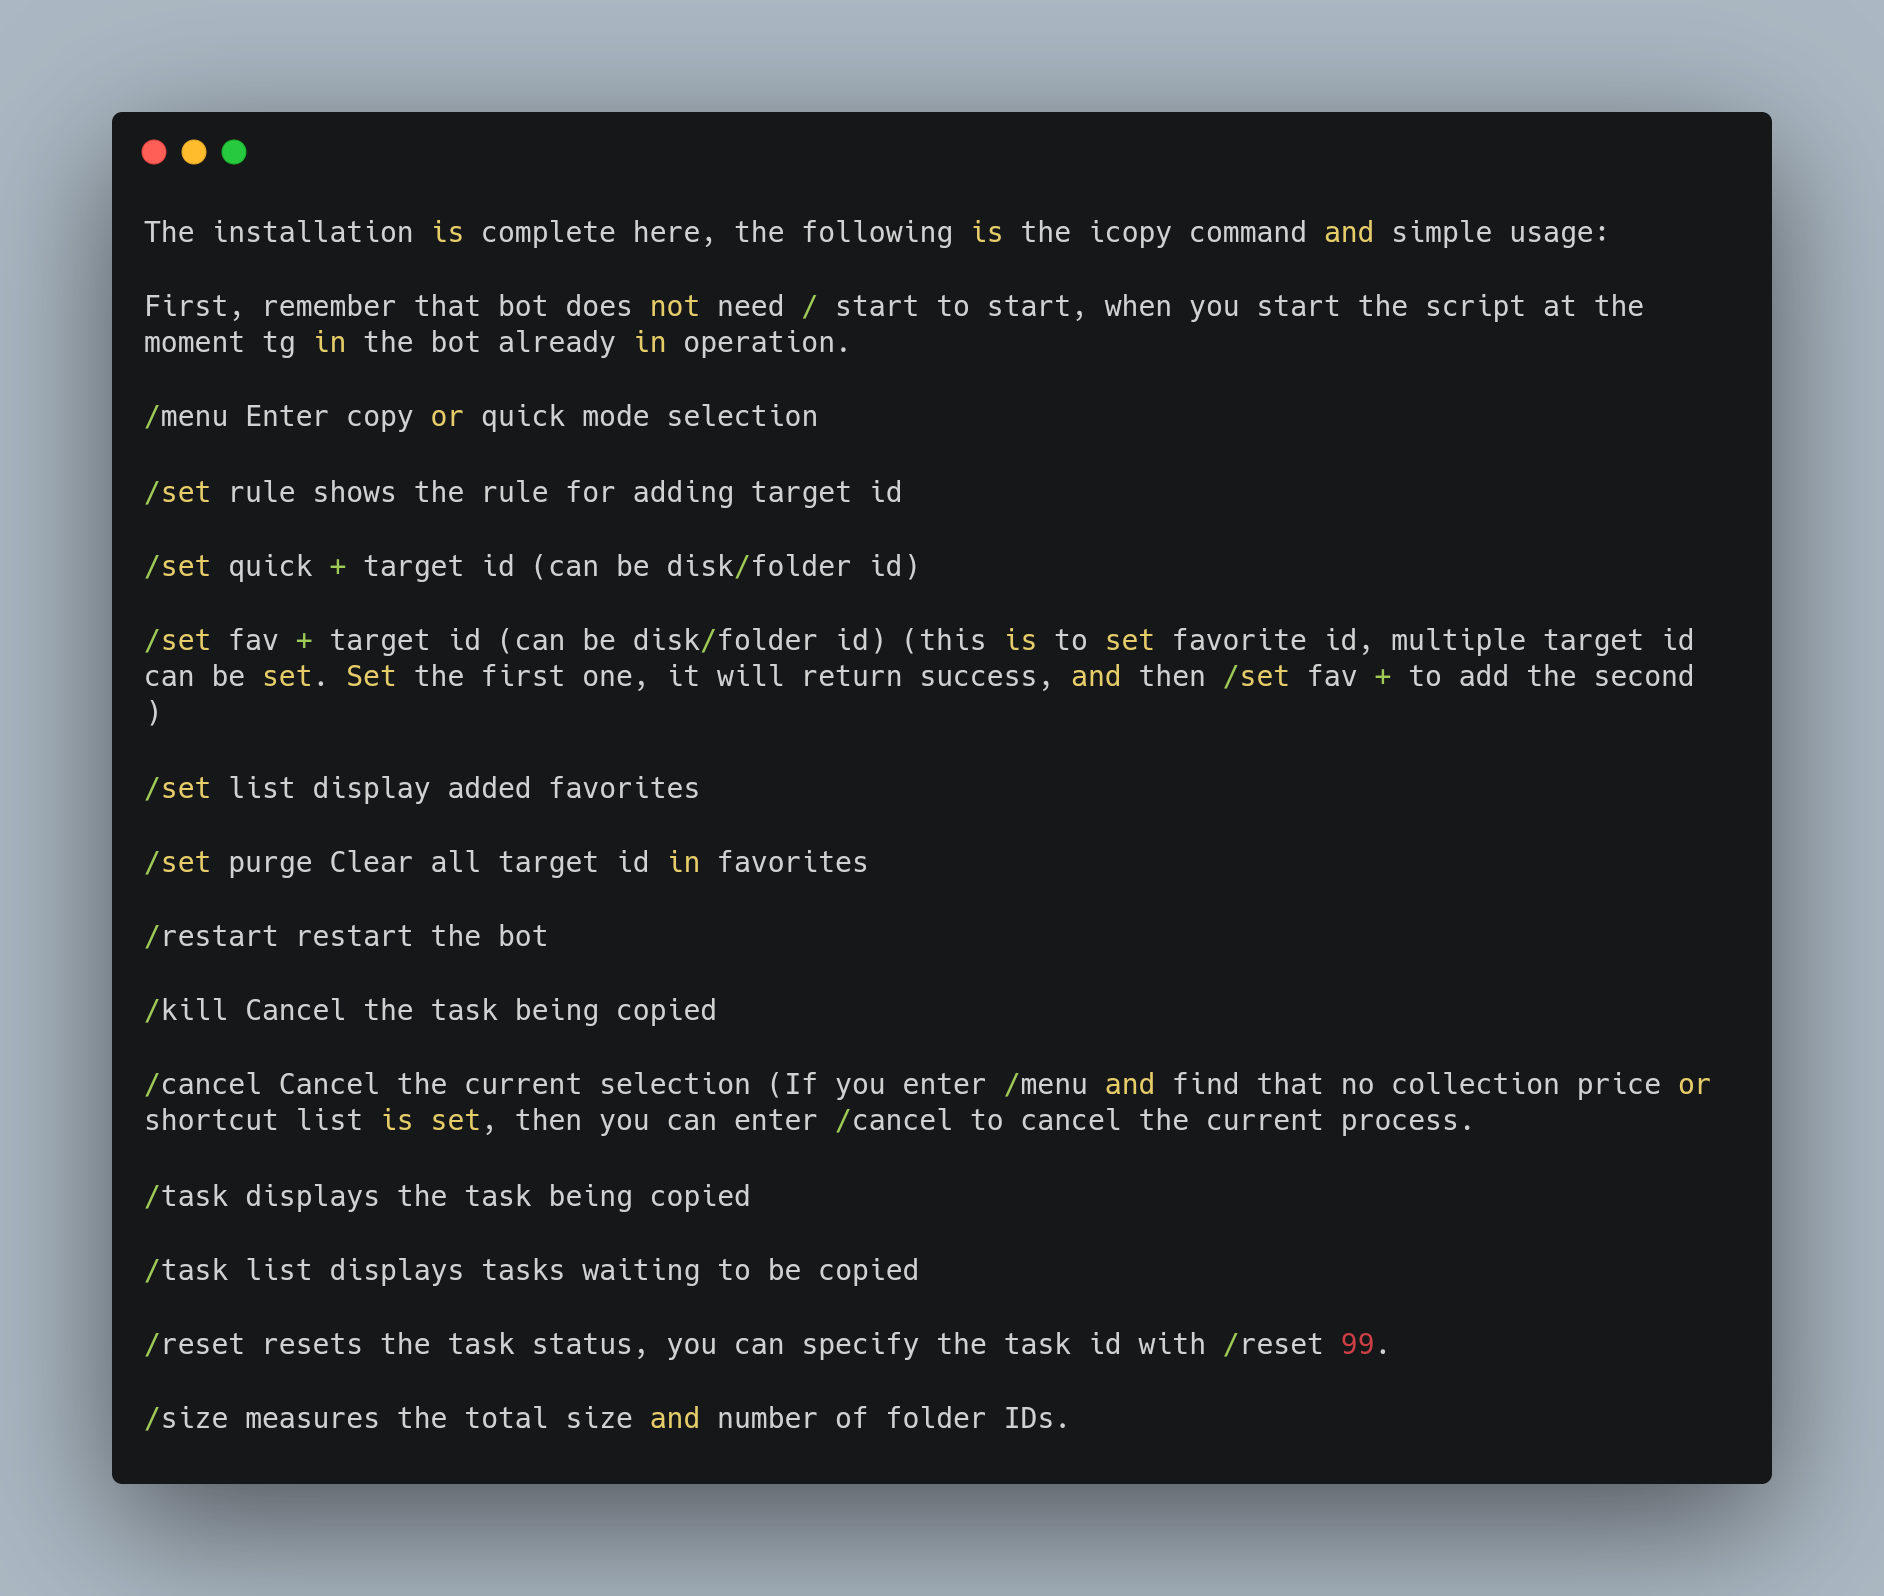 The installation is complete here, the following is the icopy command and simple usage:
First, remember that bot does not need / start to start, when you start the script at the
moment tg in the bot already in operation.
/menu Enter copy or quick mode selection
/set rule shows the rule for adding target id
/set quick + target id (can be disk/folder id)
/set fav + target id (can be disk/folder id) (this is to set favorite id, multiple target id
can be set. Set the first one, it will return success, and then /set fav + to add the second
)
/set list display added favorites
/set purge Clear all target id in favorites
/restart restart the bot
/kill Cancel the task being copied
/cancel Cancel the current selection (If you enter /menu and find that no collection price or
shortcut list is set, then you can enter /cancel to cancel the current process.
/task displays the task being copied
/task list displays tasks waiting to be copied
/reset resets the task status, you can specify the task id with /reset 99.
/size measures the total size and number of folder IDs.